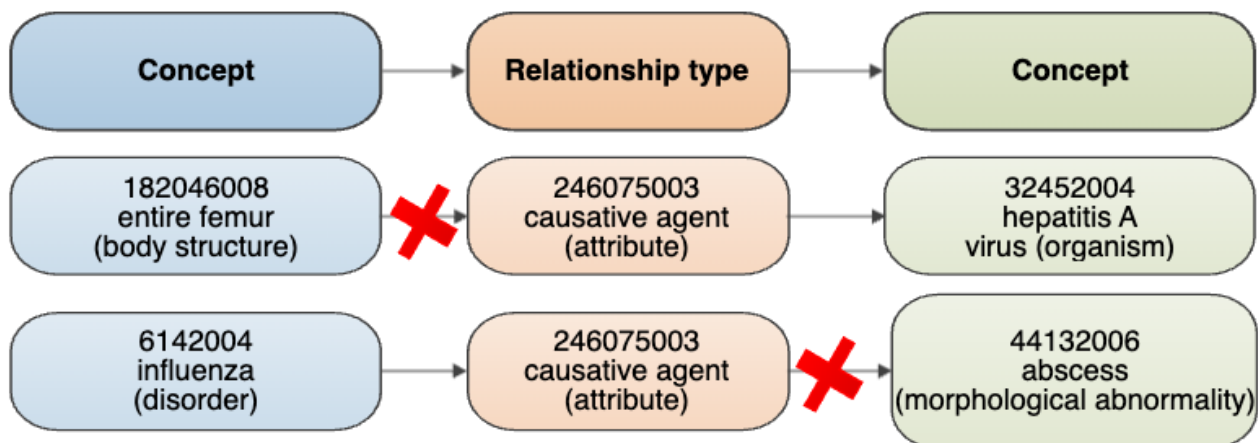 Concept
Relationship type
Concept
182046008
entire femur
(body structure)
246075003
causative agent
(attribute)
32452004
hepatitis A
virus (organism)
6142004
influenza
(disorder)
246075003
causative agent
(attribute)
44132006
abscess
(morphological abnormality)